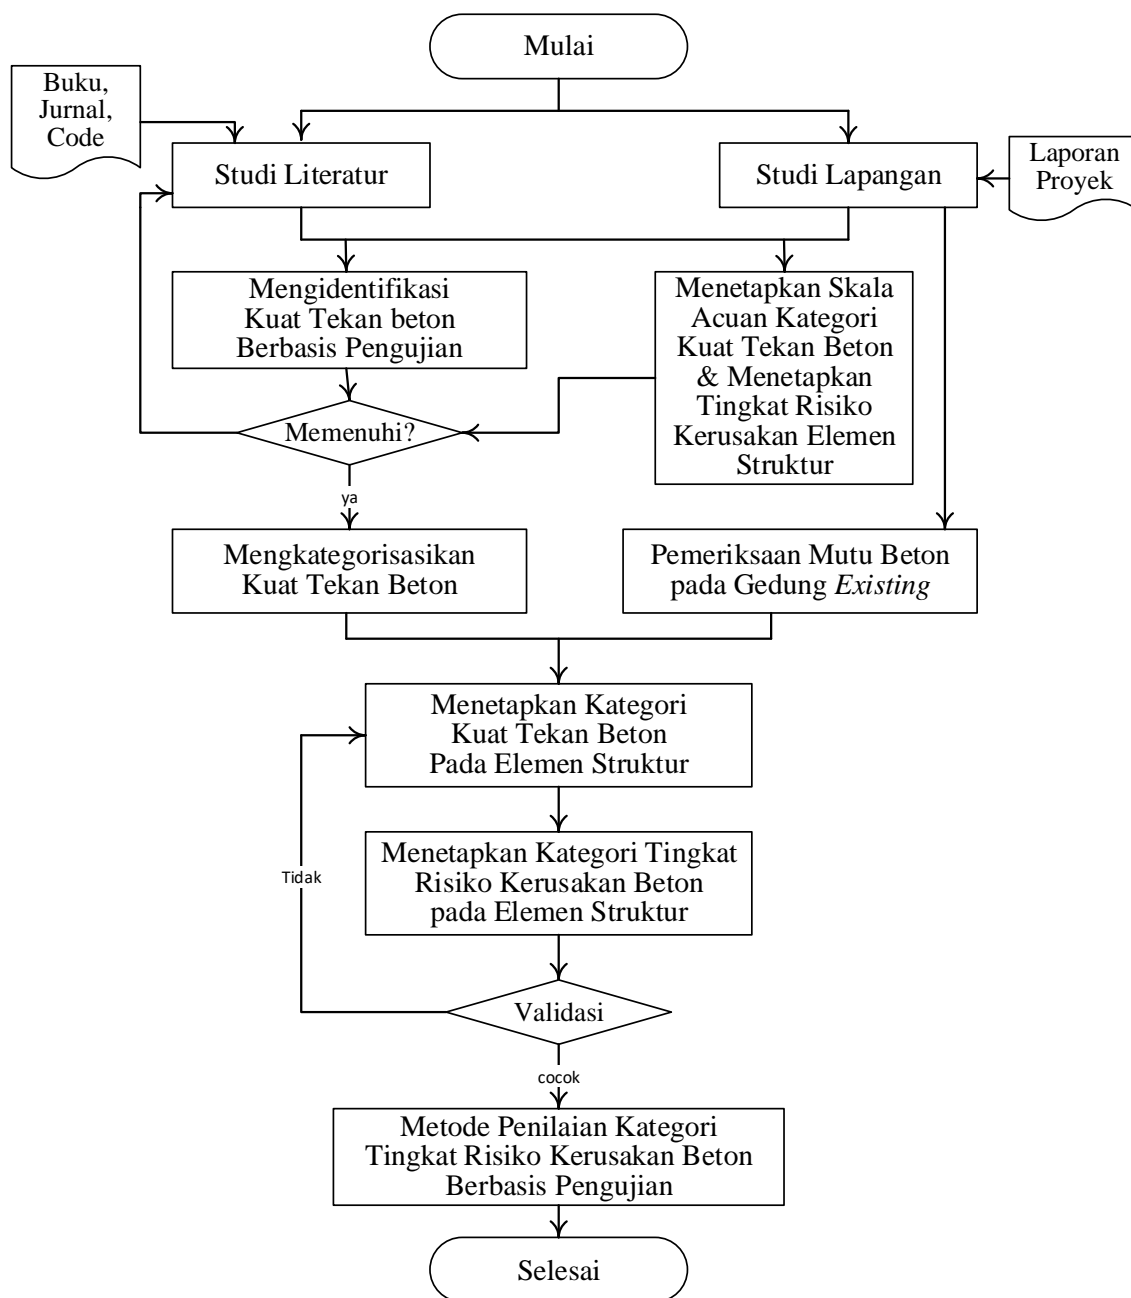 Mulai
Buku,
Jurnal,
Code
Studi Literatur
Studi Lapangan
Laporan
Proyek
Mengidentifikasi
Kuat Tekan beton
Berbasis Pengujian
Menetapkan Skala
Acuan Kategori
Kuat Tekan Beton
& Menetapkan
Tingkat Risiko
Kerusakan Elemen
Struktur
Memenuhi?
ya
Mengkategorisasikan
Kuat Tekan Beton
Pemeriksaan Mutu Beton
pada Gedung Existing
Menetapkan Kategori
Kuat Tekan Beton
Pada Elemen Struktur
Menetapkan Kategori Tingkat
Risiko Kerusakan Beton
pada Elemen Struktur
Tidak
Validasi
cocok
Metode Penilaian Kategori
Tingkat Risiko Kerusakan Beton
Berbasis Pengujian
Selesai